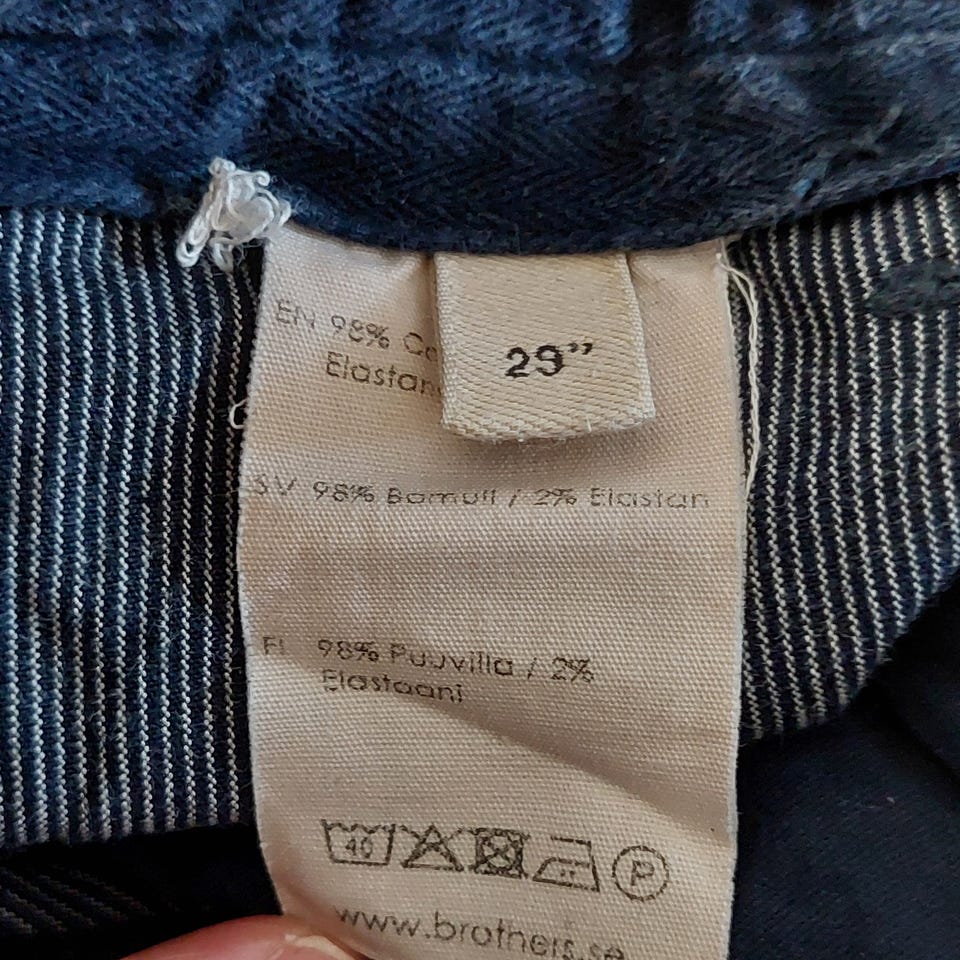 29”
EN 98% Co
Elastan
SV 98% Bomull / 2% Elastan
FI 98% Puuvilla / 2%
Elastaani
40
P
www.brothers.se